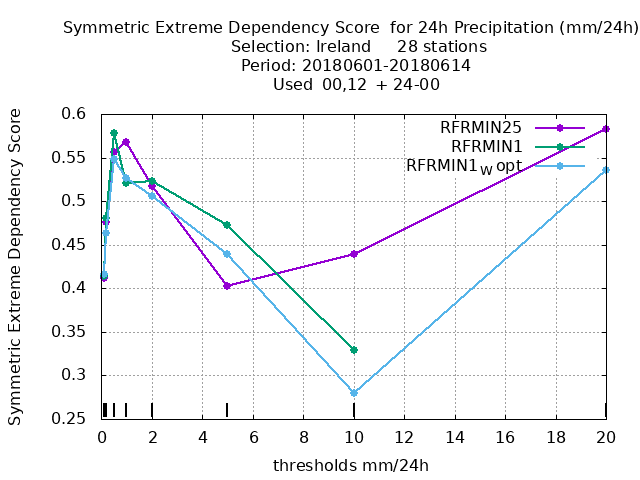 Symmetric Extreme Dependency Score  for 24h Precipitation (mm/24h)
Selection: Ireland     28 stations
Period: 20180601-20180614
Used  00,12  + 24-00
Symmetric Extreme Dependency Score
0.6
0.55
0.5
0.45
0.4
0.35
0.3
0.25
RFRMIN25
RFRMIN1
RFRMIN1w opt
0 2 4 6 8 10 12 14 16 18 20
thresholds mm/24h